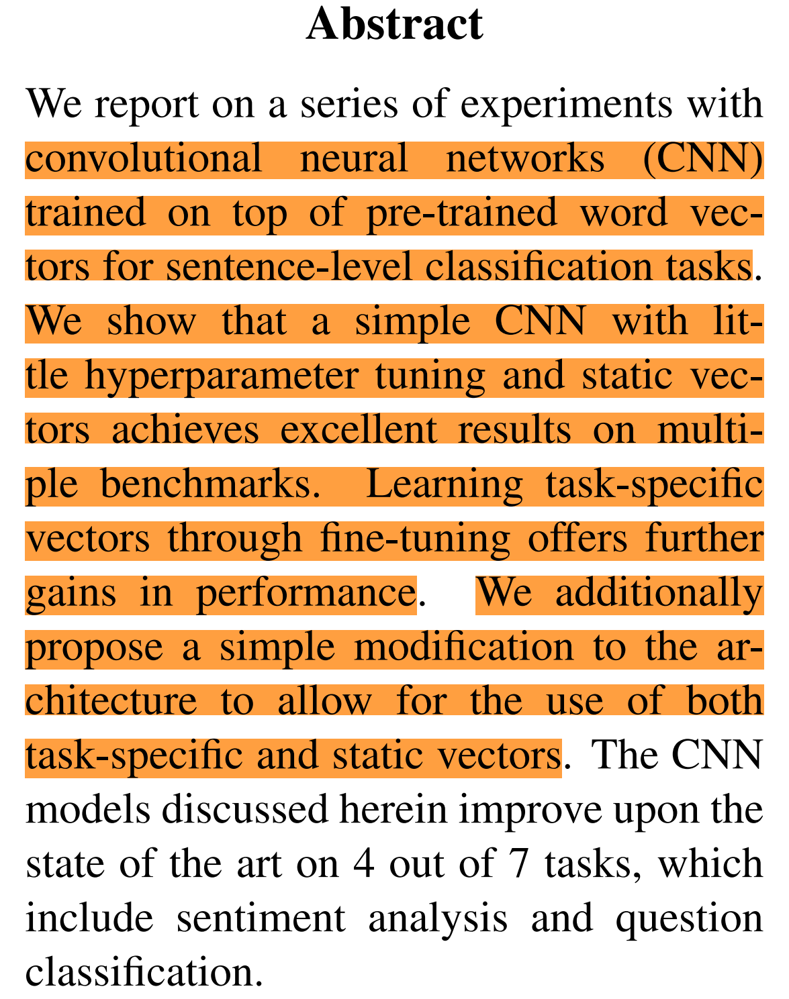 Abstract
We report on a series of experiments with
convolutional neural networks (CNN)
trained on top of pre-trained word vec-
tors for sentence-level classification tasks.
We show that a simple CNN with lit-
tle hyperparameter tuning and static vec-
tors achieves excellent results on multi-
ple benchmarks. Learning task-specific
vectors through fine-tuning offers further
gains in performance. We additionally
propose a simple modification to the ar-
chitecture to allow for the use of both
task-specific and static vectors. The CNN
models discussed herein improve upon the
state of the art on 4 out of 7 tasks, which
include sentiment analysis and question
classification.